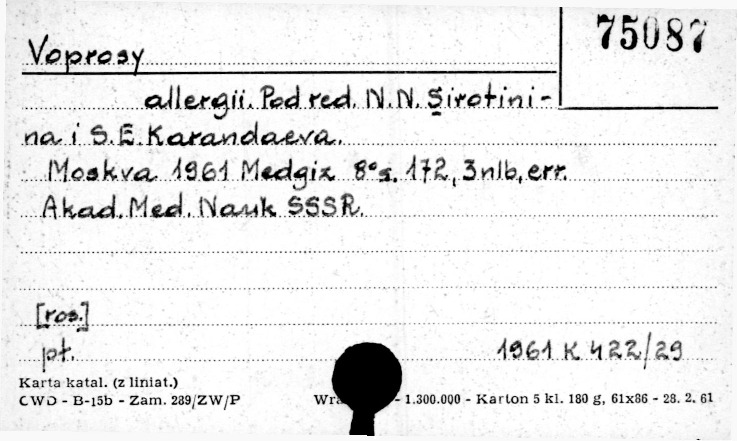 75087
Voprosy
allergii. Pod red. N.N. Sirotini-
na i S.E. Karandaeva.
Moskva 1961 Medgiz 8° s. 172, 3 nlb, err.
Akad. Med. Nauk SSSR.
[ros.]
pt.
1961 K 422/29
Karta katal. (z liniat.)
CWD - B-15b - Zam. 289/ZW/P
- 1.300.000 - Karton 5 kl. 180 g, 61x86 - 28. 2. 61